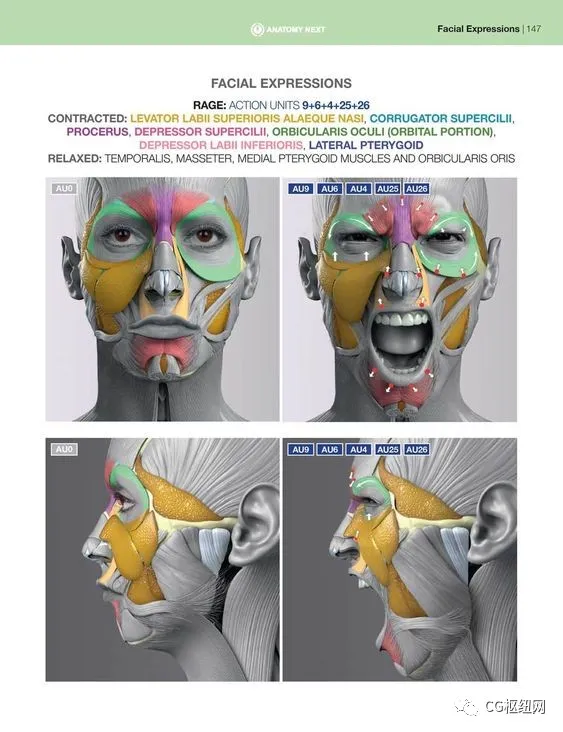 ANATOMY NEXT
Facial Expressions | 147
FACIAL EXPRESSIONS
RAGE: ACTION UNITS 9+6+4+25+26
CONTRACTED: LEVATOR LABII SUPERIORIS ALAEQUE NASI, CORRUGATOR SUPERCILII,
PROCERUS, DEPRESSOR SUPERCILII, ORBICULARIS OCULI (ORBITAL PORTION),
DEPRESSOR LABII INFERIORIS, LATERAL PTERYGOID
RELAXED: TEMPORALIS, MASSETER, MEDIAL PTERYGOID MUSCLES AND ORBICULARIS ORIS
AU0
AU9 AU6 AU4 AU25 AU26
AU0
AU9 AU6 AU4 AU25 AU26
CG枢纽网